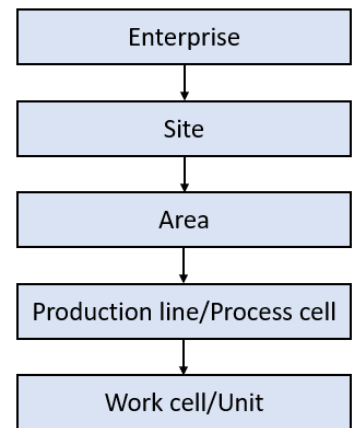 Enterprise
Site
Area
Production line/Process cell
Work cell/Unit